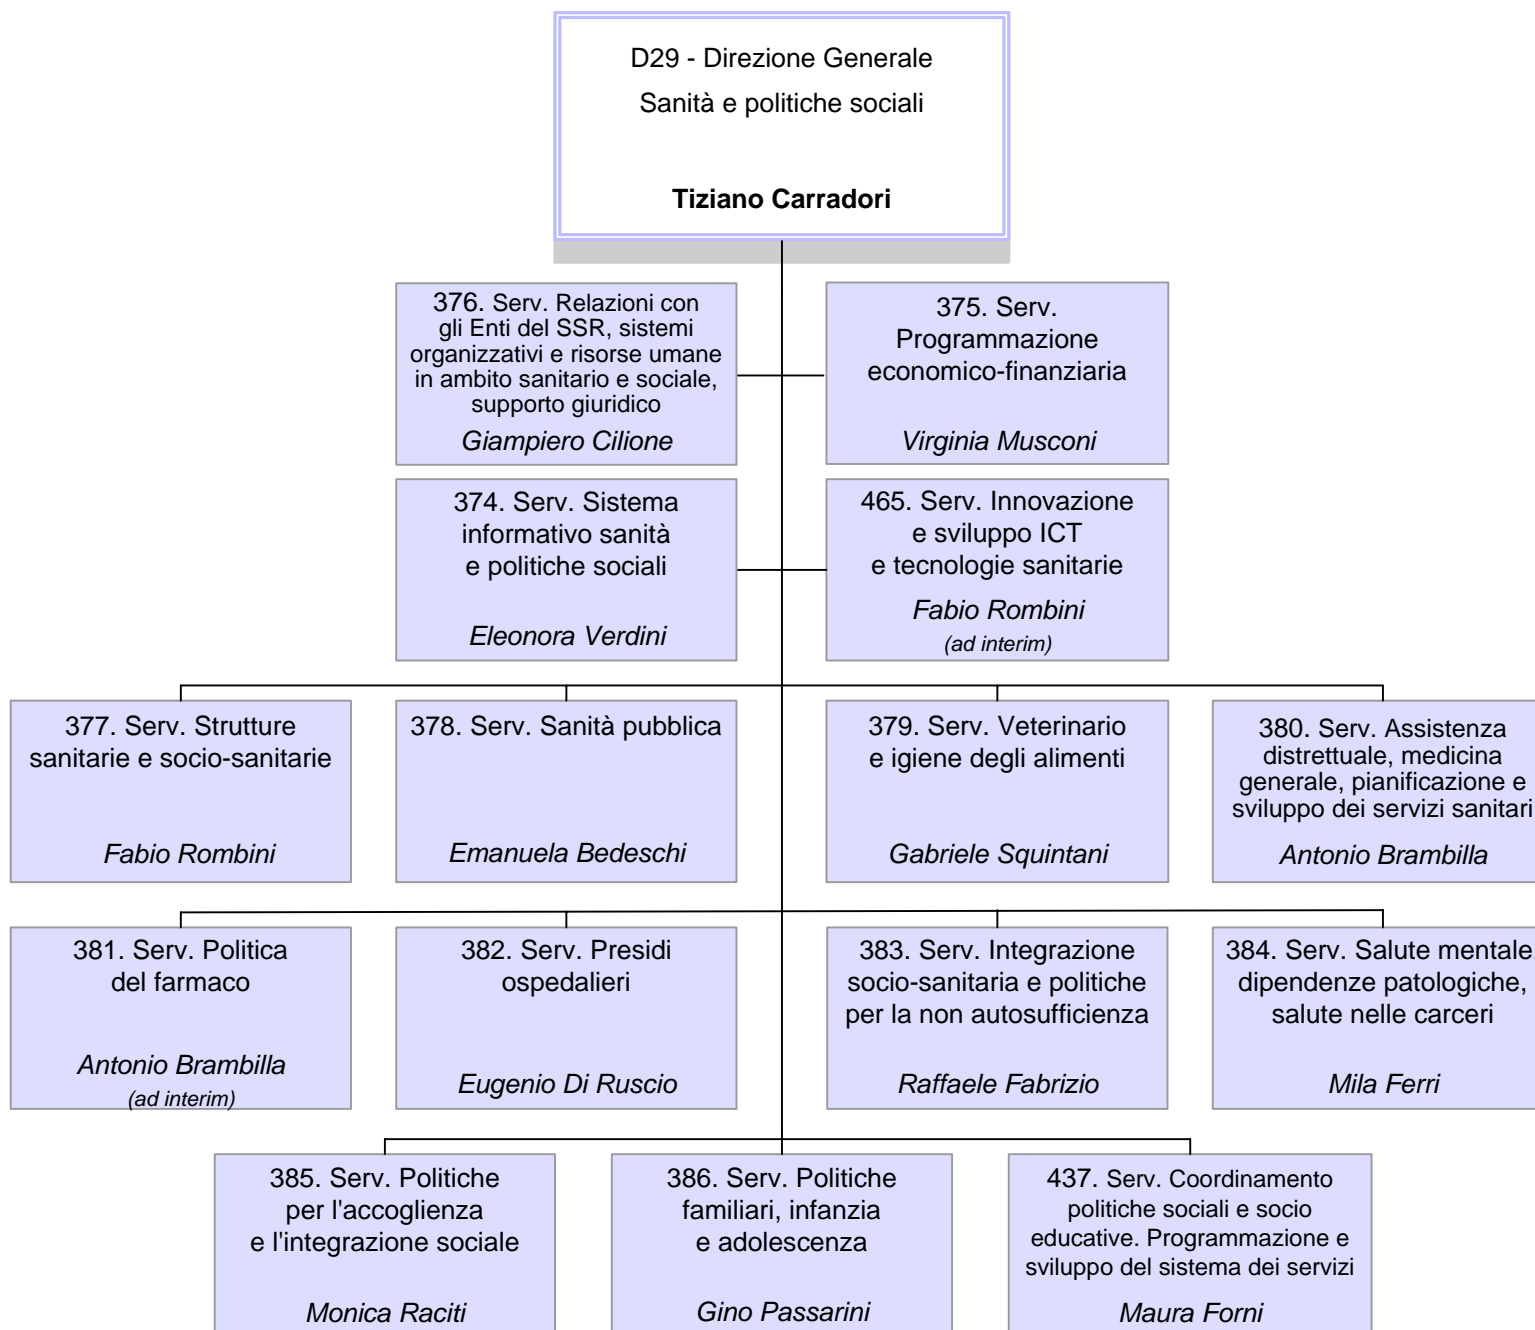 D29 - Direzione Generale
Sanità e politiche sociali
Tiziano Carradori
376. Serv. Relazioni con
gli Enti del SSR, sistemi
organizzativi e risorse umane
in ambito sanitario e sociale,
supporto giuridico
Giampiero Cilione
375. Serv.
Programmazione
economico-finanziaria
Virginia Musconi
374. Serv. Sistema
informativo sanità
e politiche sociali
Eleonora Verdini
465. Serv. Innovazione
e sviluppo ICT
e tecnologie sanitarie
Fabio Rombini
(ad interim)
377. Serv. Strutture
sanitarie e socio-sanitarie
Fabio Rombini
378. Serv. Sanità pubblica
Emanuela Bedeschi
379. Serv. Veterinario
e igiene degli alimenti
Gabriele Squintani
380. Serv. Assistenza
distrettuale, medicina
generale, pianificazione e
sviluppo dei servizi sanitari
Antonio Brambilla
381. Serv. Politica
del farmaco
Antonio Brambilla
(ad interim)
382. Serv. Presidi
ospedalieri
Eugenio Di Ruscio
383. Serv. Integrazione
socio-sanitaria e politiche
per la non autosufficienza
Raffaele Fabrizio
384. Serv. Salute mentale,
dipendenze patologiche,
salute nelle carceri
Mila Ferri
385. Serv. Politiche
per l'accoglienza
e l'integrazione sociale
Monica Raciti
386. Serv. Politiche
familiari, infanzia
e adolescenza
Gino Passarini
437. Serv. Coordinamento
politiche sociali e socio
educative. Programmazione e
sviluppo del sistema dei servizi
Maura Forni